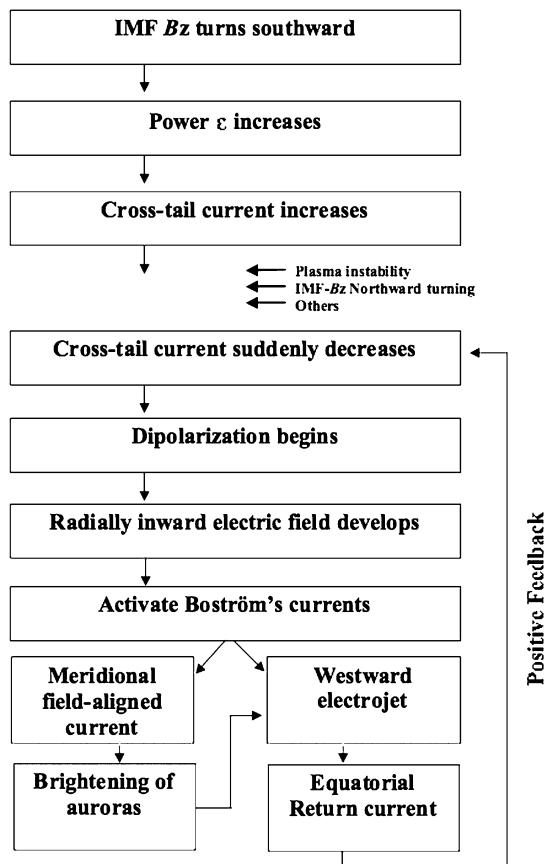 IMF Bz turns southward
Power ε increases
Cross-tail current increases
Plasma instability
IMF-Bz Northward turning
Others
Cross-tail current suddenly decreases
Dipolarization begins
Radially inward electric field develops
Activate Boström's currents
Meridional
field-aligned
current
Westward
electrojet
Brightening of
auroras
Equatorial
Return current
Positive Feedback